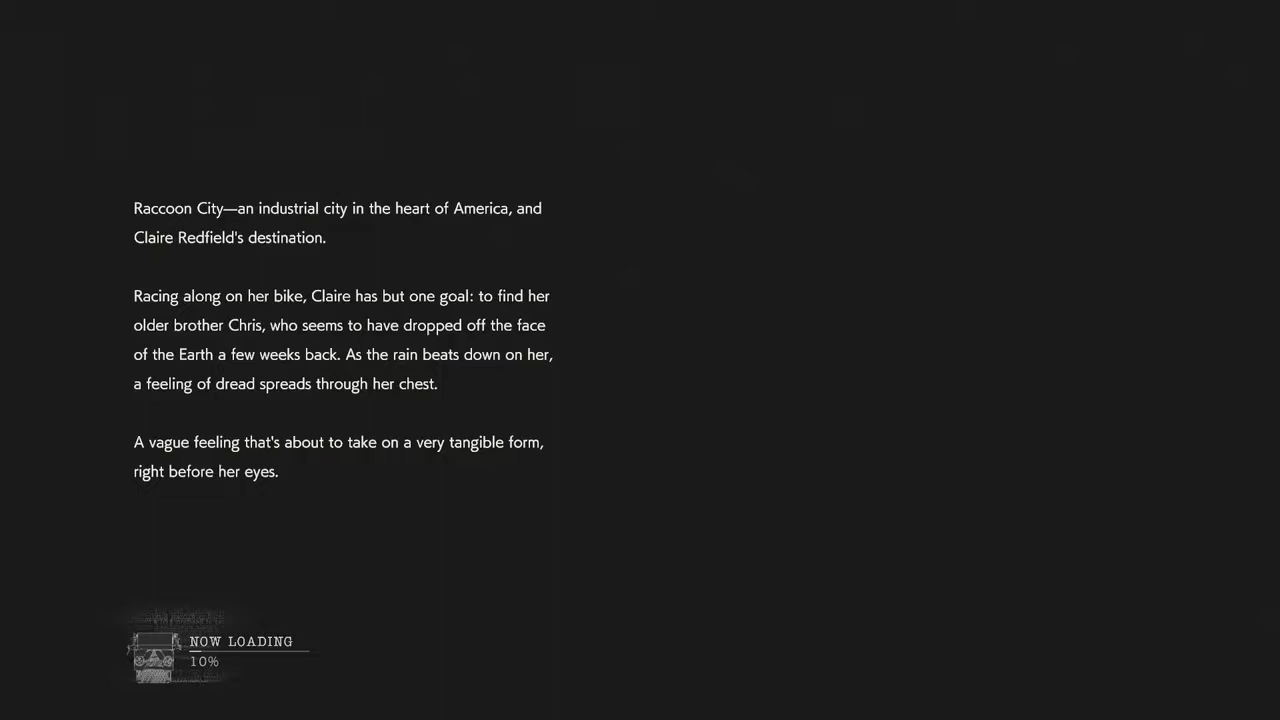 Raccoon City—an industrial city in the heart of America, and
Claire Redfield's destination.
Racing along on her bike, Claire has but one goal: to find her
older brother Chris, who seems to have dropped off the face
of the Earth a few weeks back. As the rain beats down on her,
a feeling of dread spreads through her chest.
A vague feeling that's about to take on a very tangible form,
right before her eyes.
NOW LOADING
10%